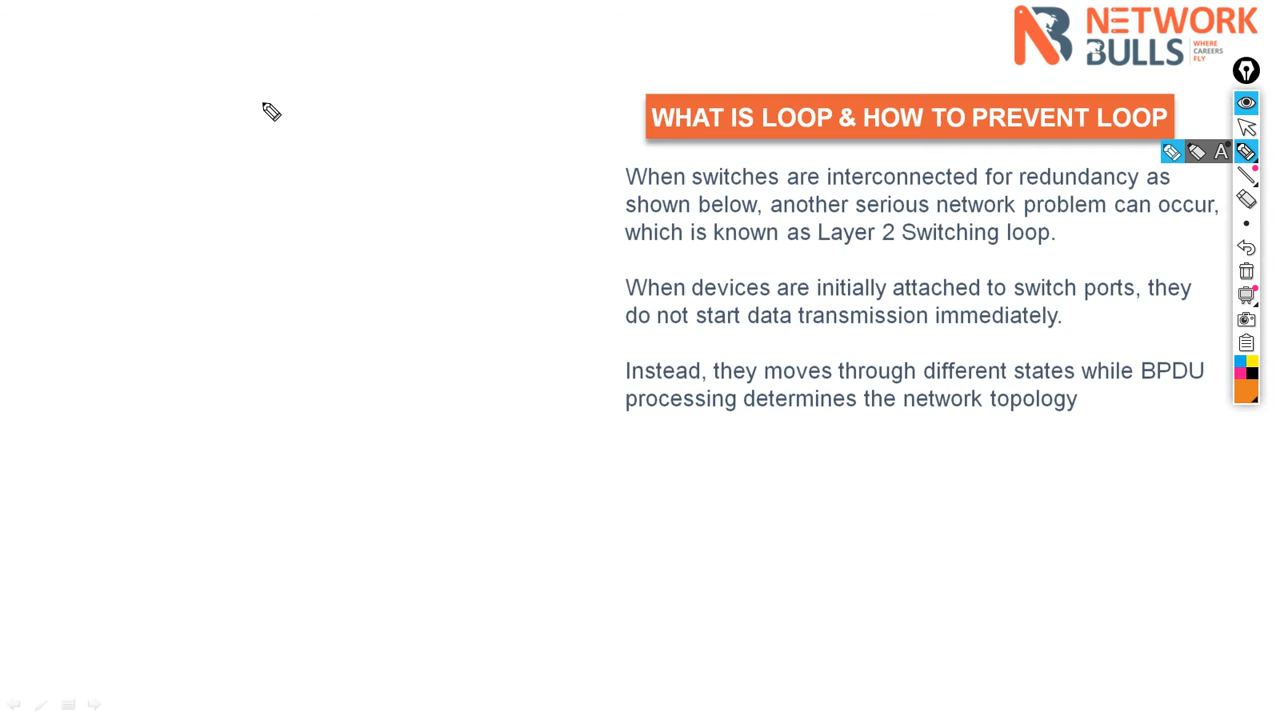 NETWORK
BULLS
WHERE
CAREERS
FLY
WHAT IS LOOP & HOW TO PREVENT LOOP
A
When switches are interconnected for redundancy as
shown below, another serious network problem can occur,
which is known as Layer 2 Switching loop.
When devices are initially attached to switch ports, they
do not start data transmission immediately.
Instead, they moves through different states while BPDU
processing determines the network topology